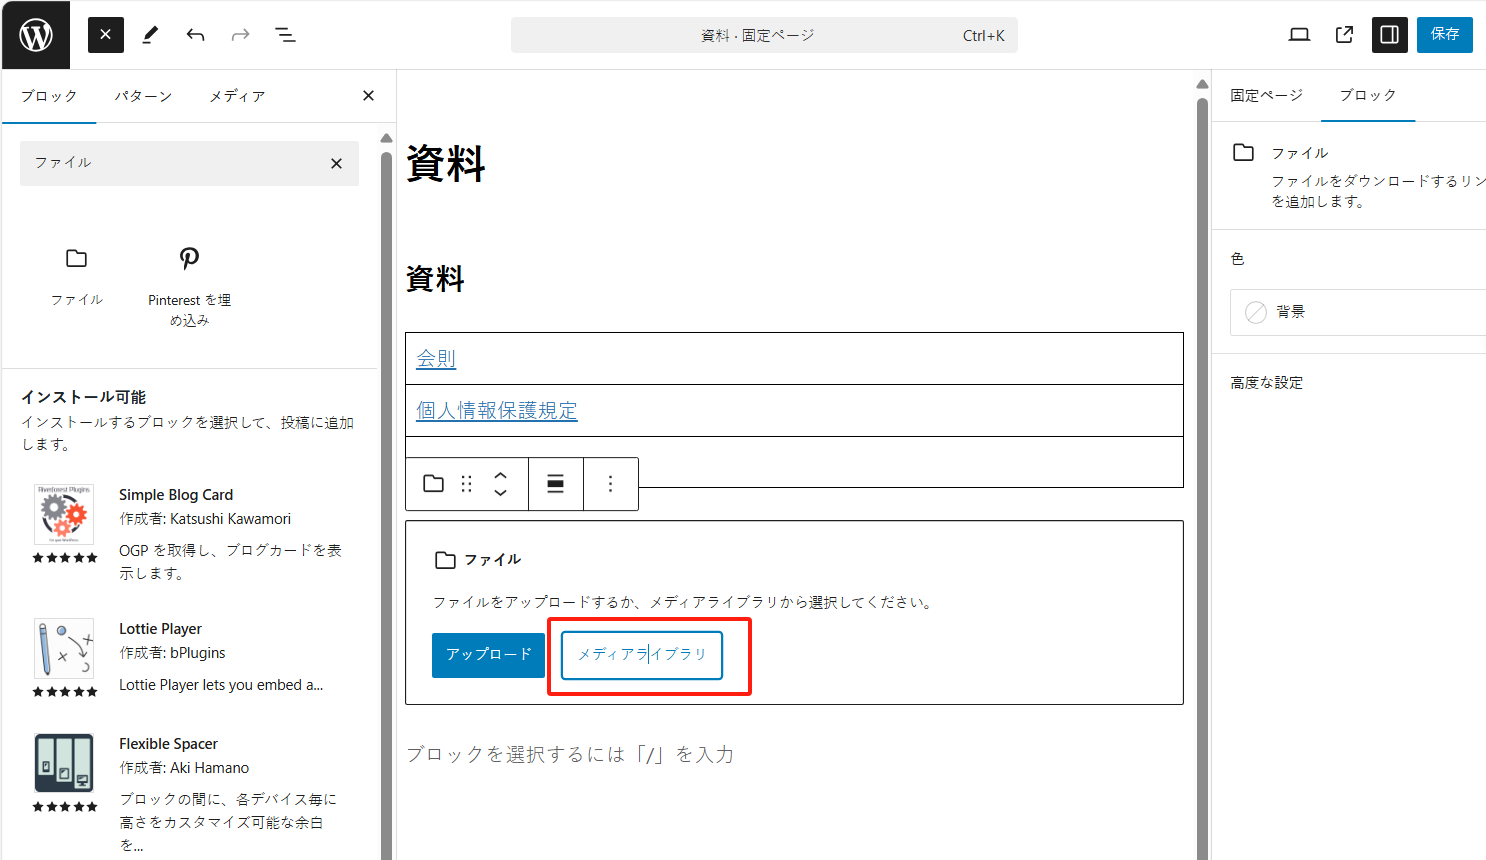 資料 · 固定ページ
Ctrl+K
保存
ブロック
パターン
メディア
ファイル
ファイル
Pinterest を埋
め込み
インストール可能
インストールするブロックを選択して、投稿に追加
します。
Simple Blog Card
作成者: Katsushi Kawamori
OGP を取得し、ブログカードを表
示します。
Lottie Player
作成者: bPlugins
Lottie Player lets you embed a...
Flexible Spacer
作成者: Aki Hamano
ブロックの間に、各デバイス毎に
高さをカスタマイズ可能な余白
を...
資料
資料
会則
個人情報保護規定
ファイル
ファイルをアップロードするか、メディアライブラリから選択してください。
アップロード
メディアライブラリ
ブロックを選択するには「/」を入力
固定ページ
ブロック
ファイル
ファイルをダウンロードするリン
を追加します。
色
背景
高度な設定